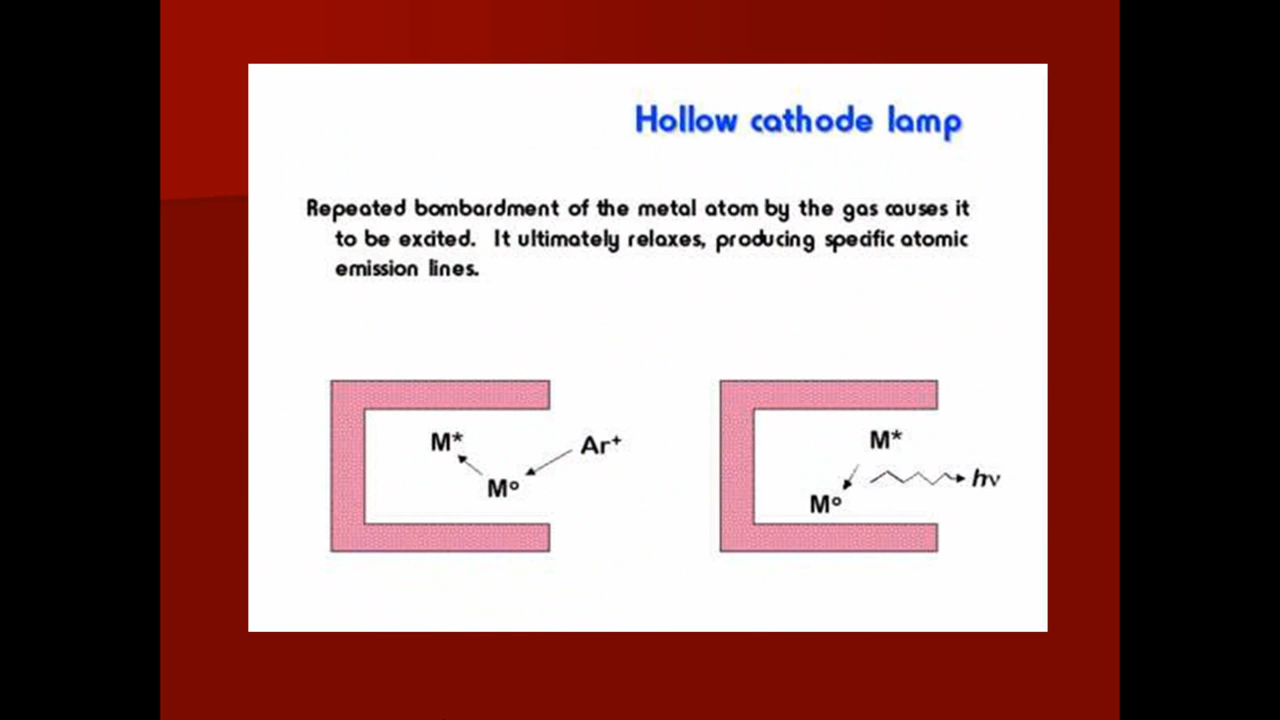 Hollow cathode lamp
Repeated bombardment of the metal atom by the gas causes it
to be excited. It ultimately relaxes, producing specific atomic
emission lines.
M*
Ar⁺
M°
M*
hν
M°